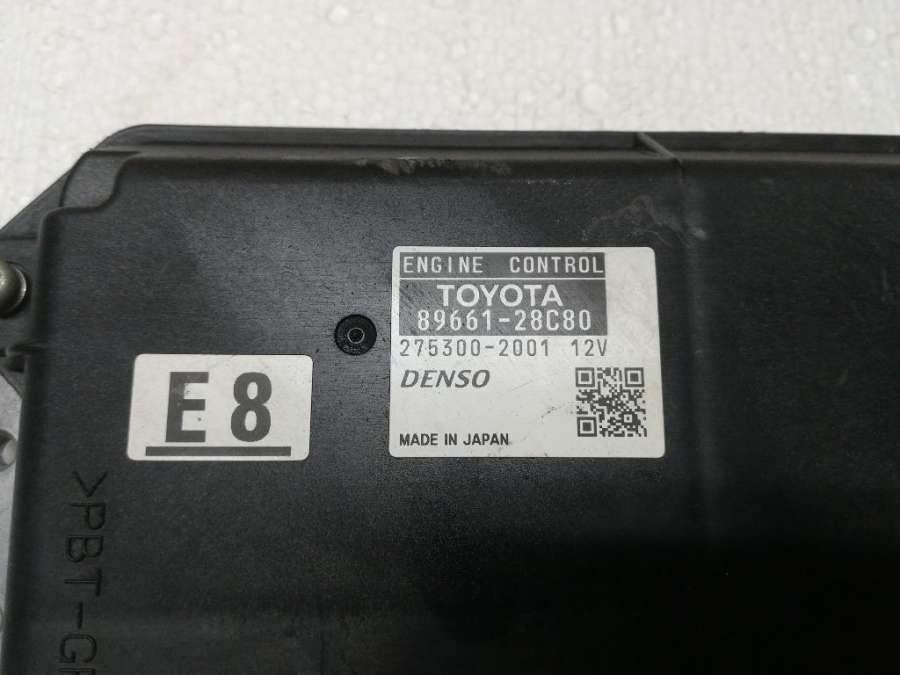 ENGINE CONTROL
TOYOTA
89661-28C80
275300-2001 12V
DENSO
MADE IN JAPAN
E8
>PBT-G